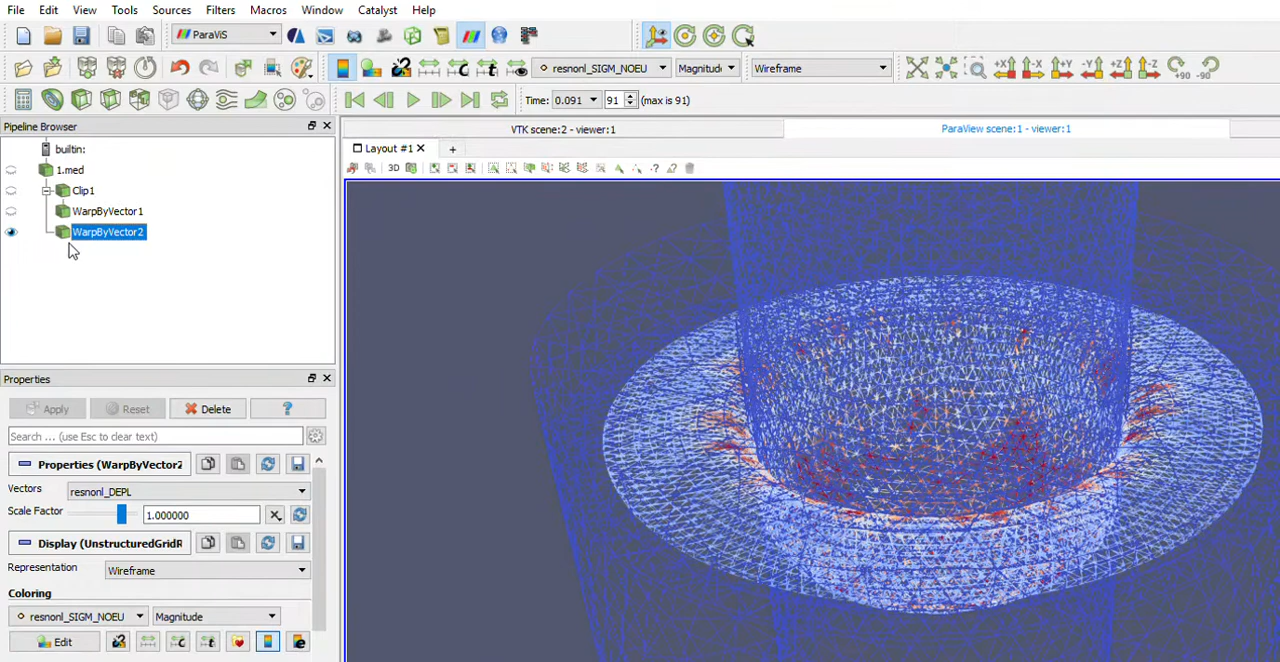 File Edit View Tools Sources Filters Macros Window Catalyst Help
ParaViS
resnonl_SIGM_NOEU Magnitud Wireframe +X -X +Y -Y +Z -Z +90 -90
Time: 0.091 91 (max is 91)
Pipeline Browser
VTK scene:2 - viewer:1 ParaView scene:1 - viewer:1
builtin:
Layout #1
3D
1.med
Clip1
WarpByVector1
WarpByVector2
Properties
Apply Reset Delete ?
Search ... (use Esc to clear text)
Properties (WarpByVector2
Vectors resnonl_DEPL
Scale Factor 1.000000
Display (UnstructuredGridR
Representation Wireframe
Coloring
resnonl_SIGM_NOEU Magnitude
Edit